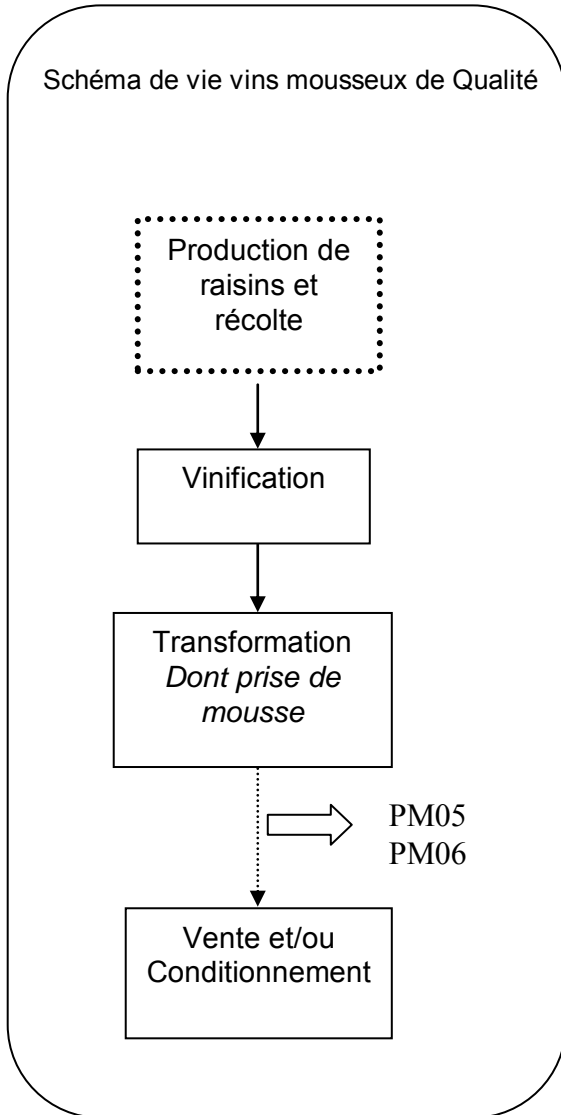 Schéma de vie vins mousseux de Qualité
Production de
raisins et
récolte
Vinification
Transformation
Dont prise de
mousse
PM05
PM06
Vente et/ou
Conditionnement